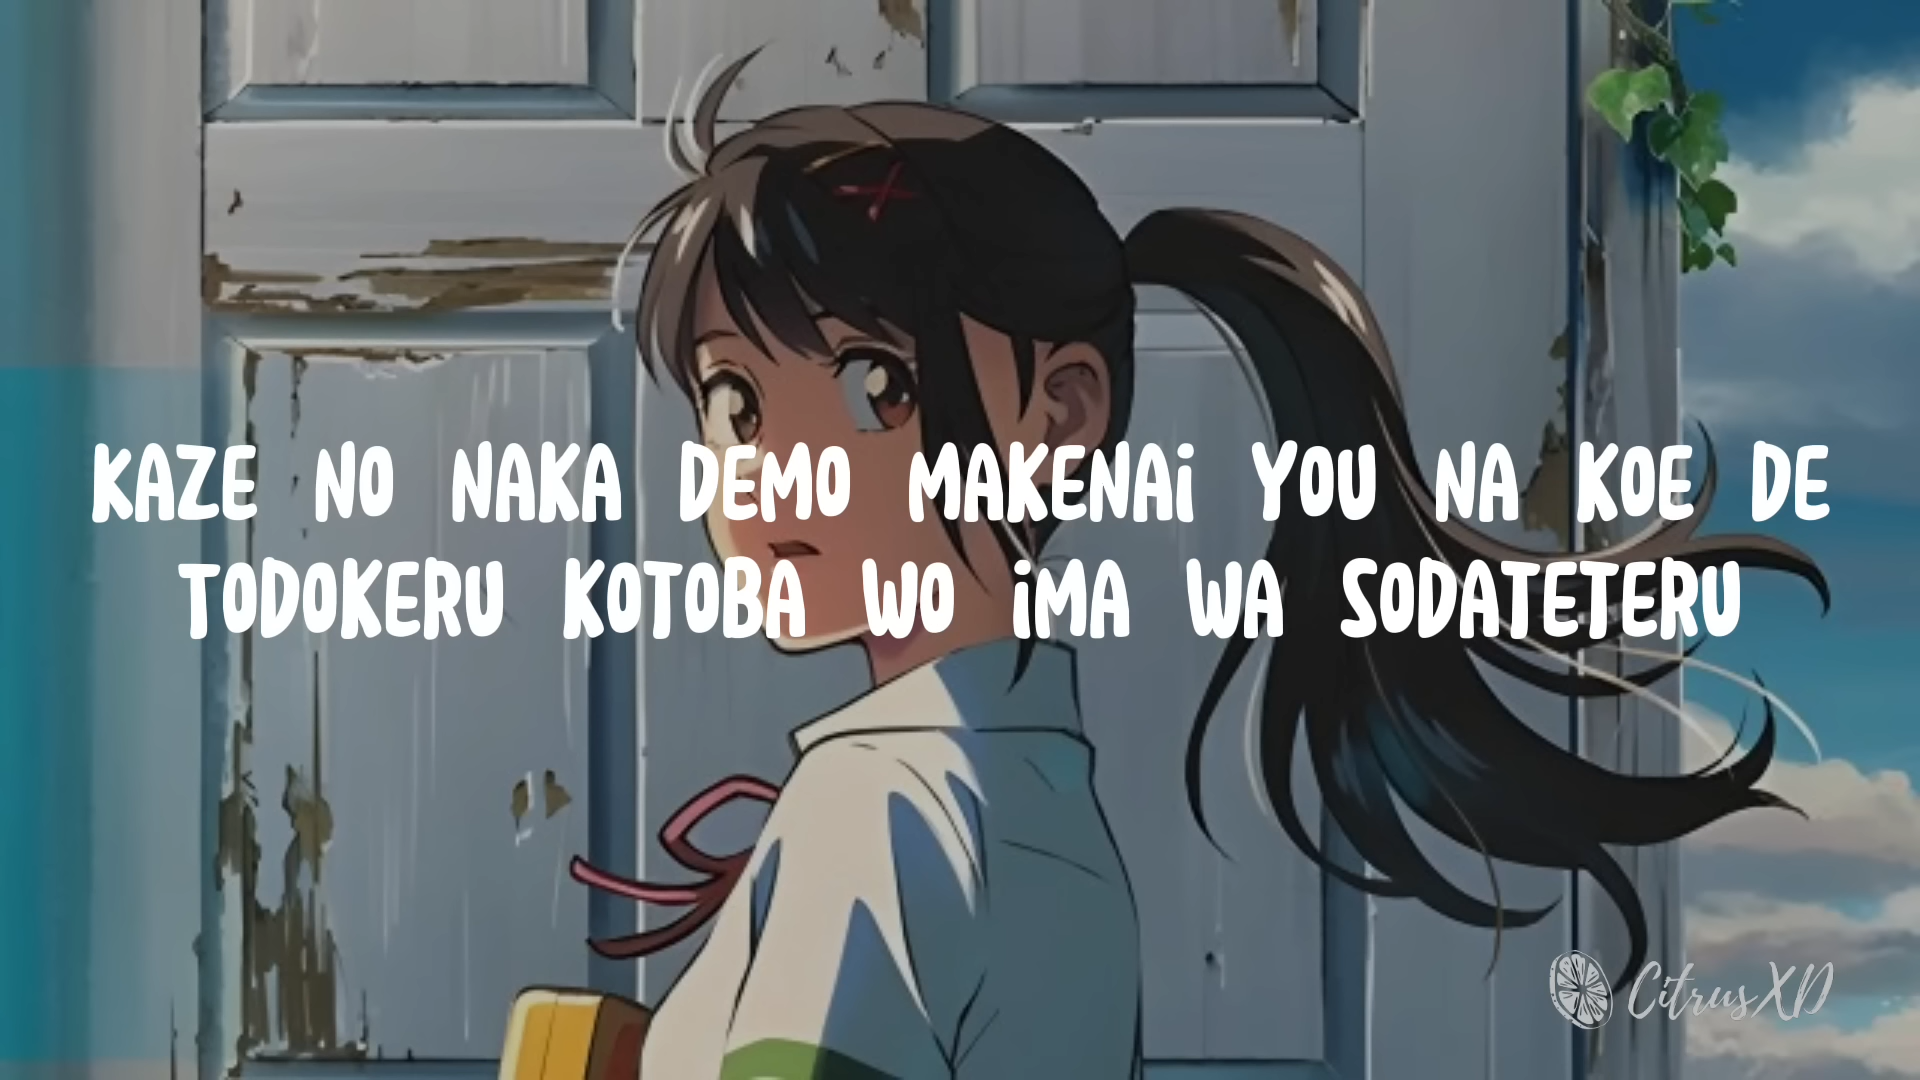 KAZE NO NAKA DEMO MAKENAI YOU NA KOE DE
TODOKERU KOTOBA WO IMA WA SODATETERU
CitrusXD